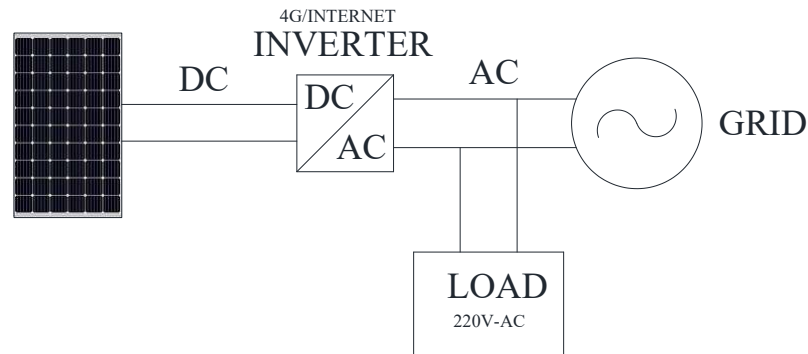 4G/INTERNET
INVERTER
DC
DC
AC
AC
GRID
LOAD
220V-AC